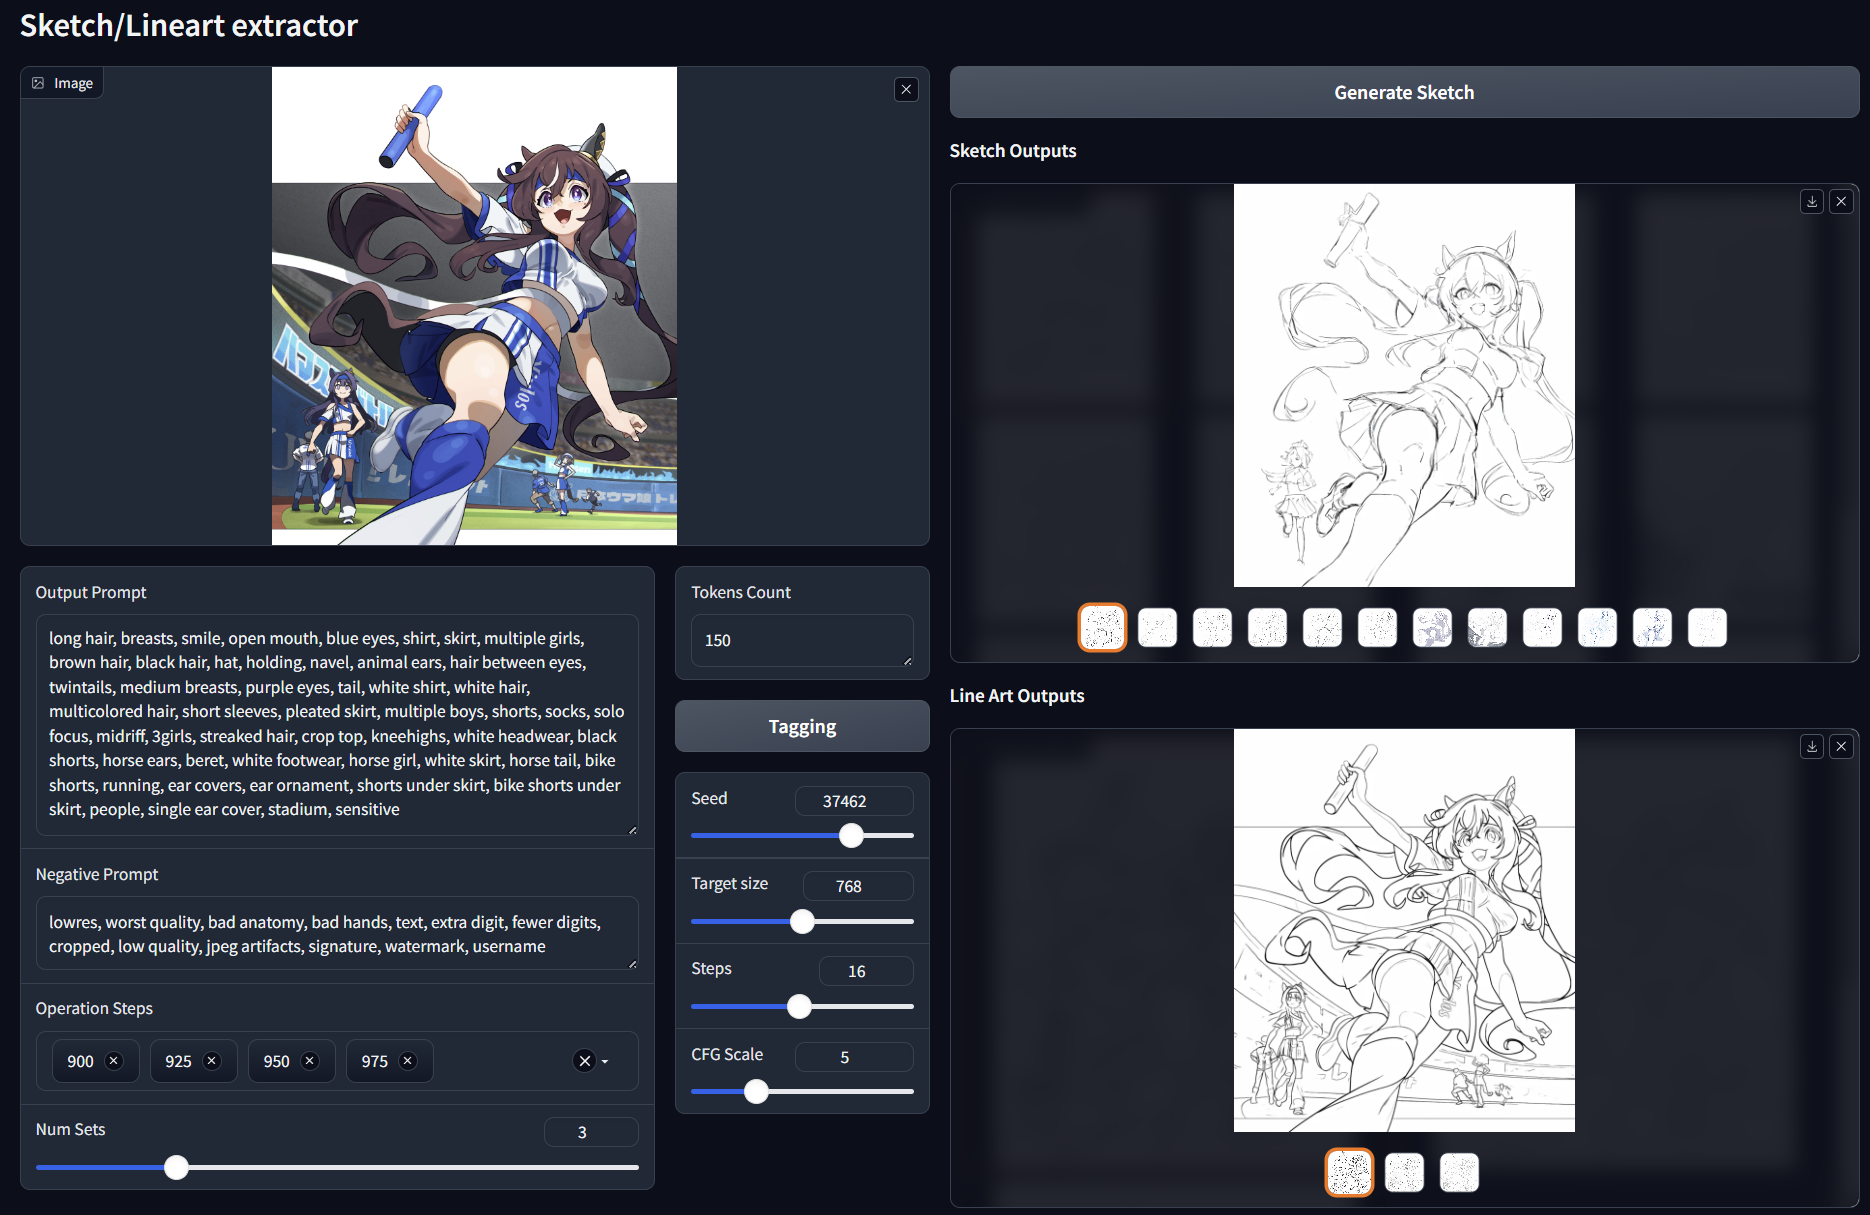 Sketch/Lineart extractor
Image
Generate Sketch
Sketch Outputs
Output Prompt
long hair, breasts, smile, open mouth, blue eyes, shirt, skirt, multiple girls,
brown hair, black hair, hat, holding, navel, animal ears, hair between eyes,
twintails, medium breasts, purple eyes, tail, white shirt, white hair,
multicolored hair, short sleeves, pleated skirt, multiple boys, shorts, socks, solo
focus, midriff, 3girls, streaked hair, crop top, kneehighs, white headwear, black
shorts, horse ears, beret, white footwear, horse girl, white skirt, horse tail, bike
shorts, running, ear covers, ear ornament, shorts under skirt, bike shorts under
skirt, people, single ear cover, stadium, sensitive
Negative Prompt
lowres, worst quality, bad anatomy, bad hands, text, extra digit, fewer digits,
cropped, low quality, jpeg artifacts, signature, watermark, username
Operation Steps
900
925
950
975
Num Sets
3
Tokens Count
150
Tagging
Seed
37462
Target size
768
Steps
16
CFG Scale
5
Line Art Outputs